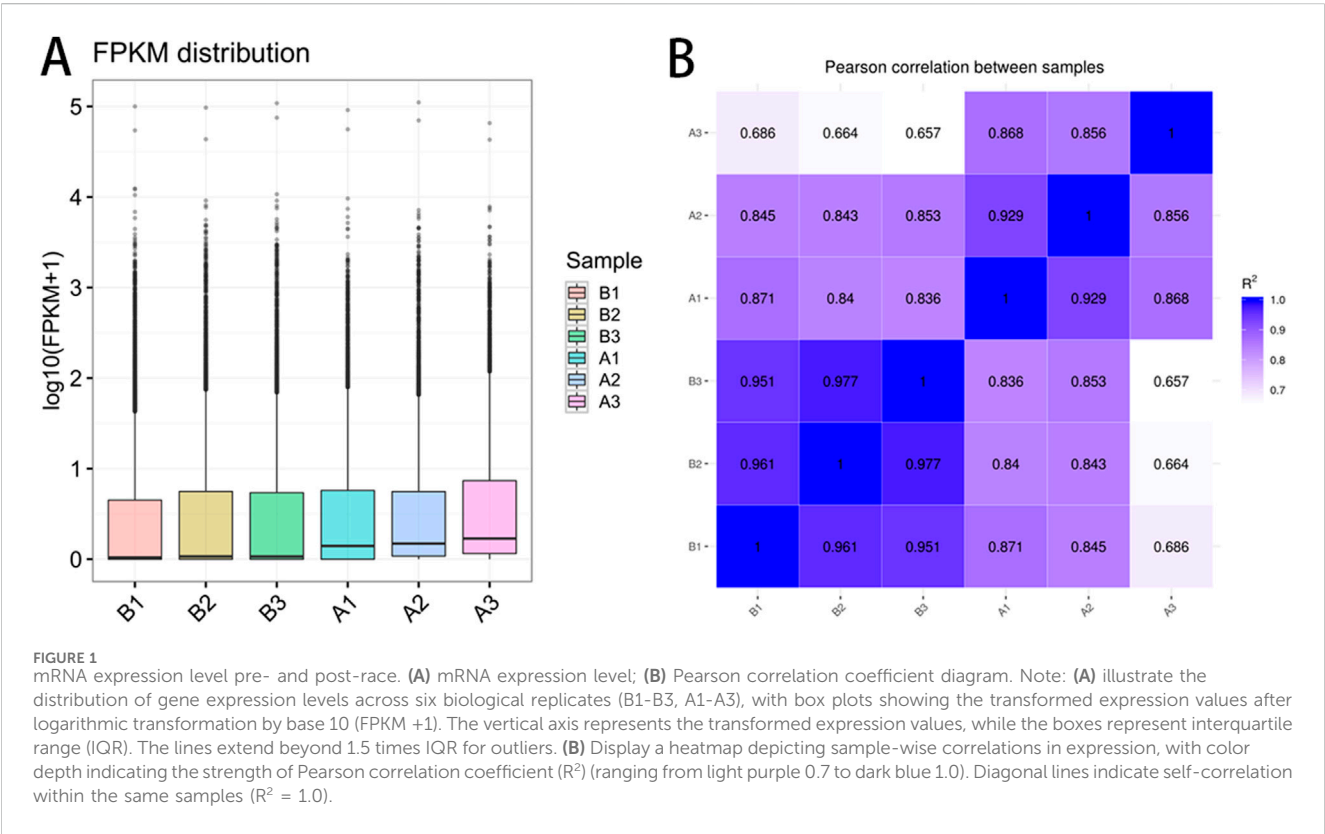 A FPKM distribution
5
4
3
2
1
0
log10(FPKM+1)
B1 B2 B3 A1 A2 A3
Sample
B1
B2
B3
A1
A2
A3
B
Pearson correlation between samples
A3 0.686 0.664 0.657 0.868 0.856 1
A2 0.845 0.843 0.853 0.929 1 0.856
A1 0.871 0.84 0.836 1 0.929 0.868
B3 0.951 0.977 1 0.836 0.853 0.657
B2 0.961 1 0.977 0.84 0.843 0.664
B1 1 0.961 0.951 0.871 0.845 0.686
B1 B2 B3 A1 A2 A3
R²
1.0
0.9
0.8
0.7
FIGURE 1
mRNA expression level pre- and post-race. (A) mRNA expression level; (B) Pearson correlation coefficient diagram. Note: (A) illustrate the
distribution of gene expression levels across six biological replicates (B1-B3, A1-A3), with box plots showing the transformed expression values after
logarithmic transformation by base 10 (FPKM +1). The vertical axis represents the transformed expression values, while the boxes represent interquartile
range (IQR). The lines extend beyond 1.5 times IQR for outliers. (B) Display a heatmap depicting sample-wise correlations in expression, with color
depth indicating the strength of Pearson correlation coefficient (R²) (ranging from light purple 0.7 to dark blue 1.0). Diagonal lines indicate self-correlation
within the same samples (R² = 1.0).